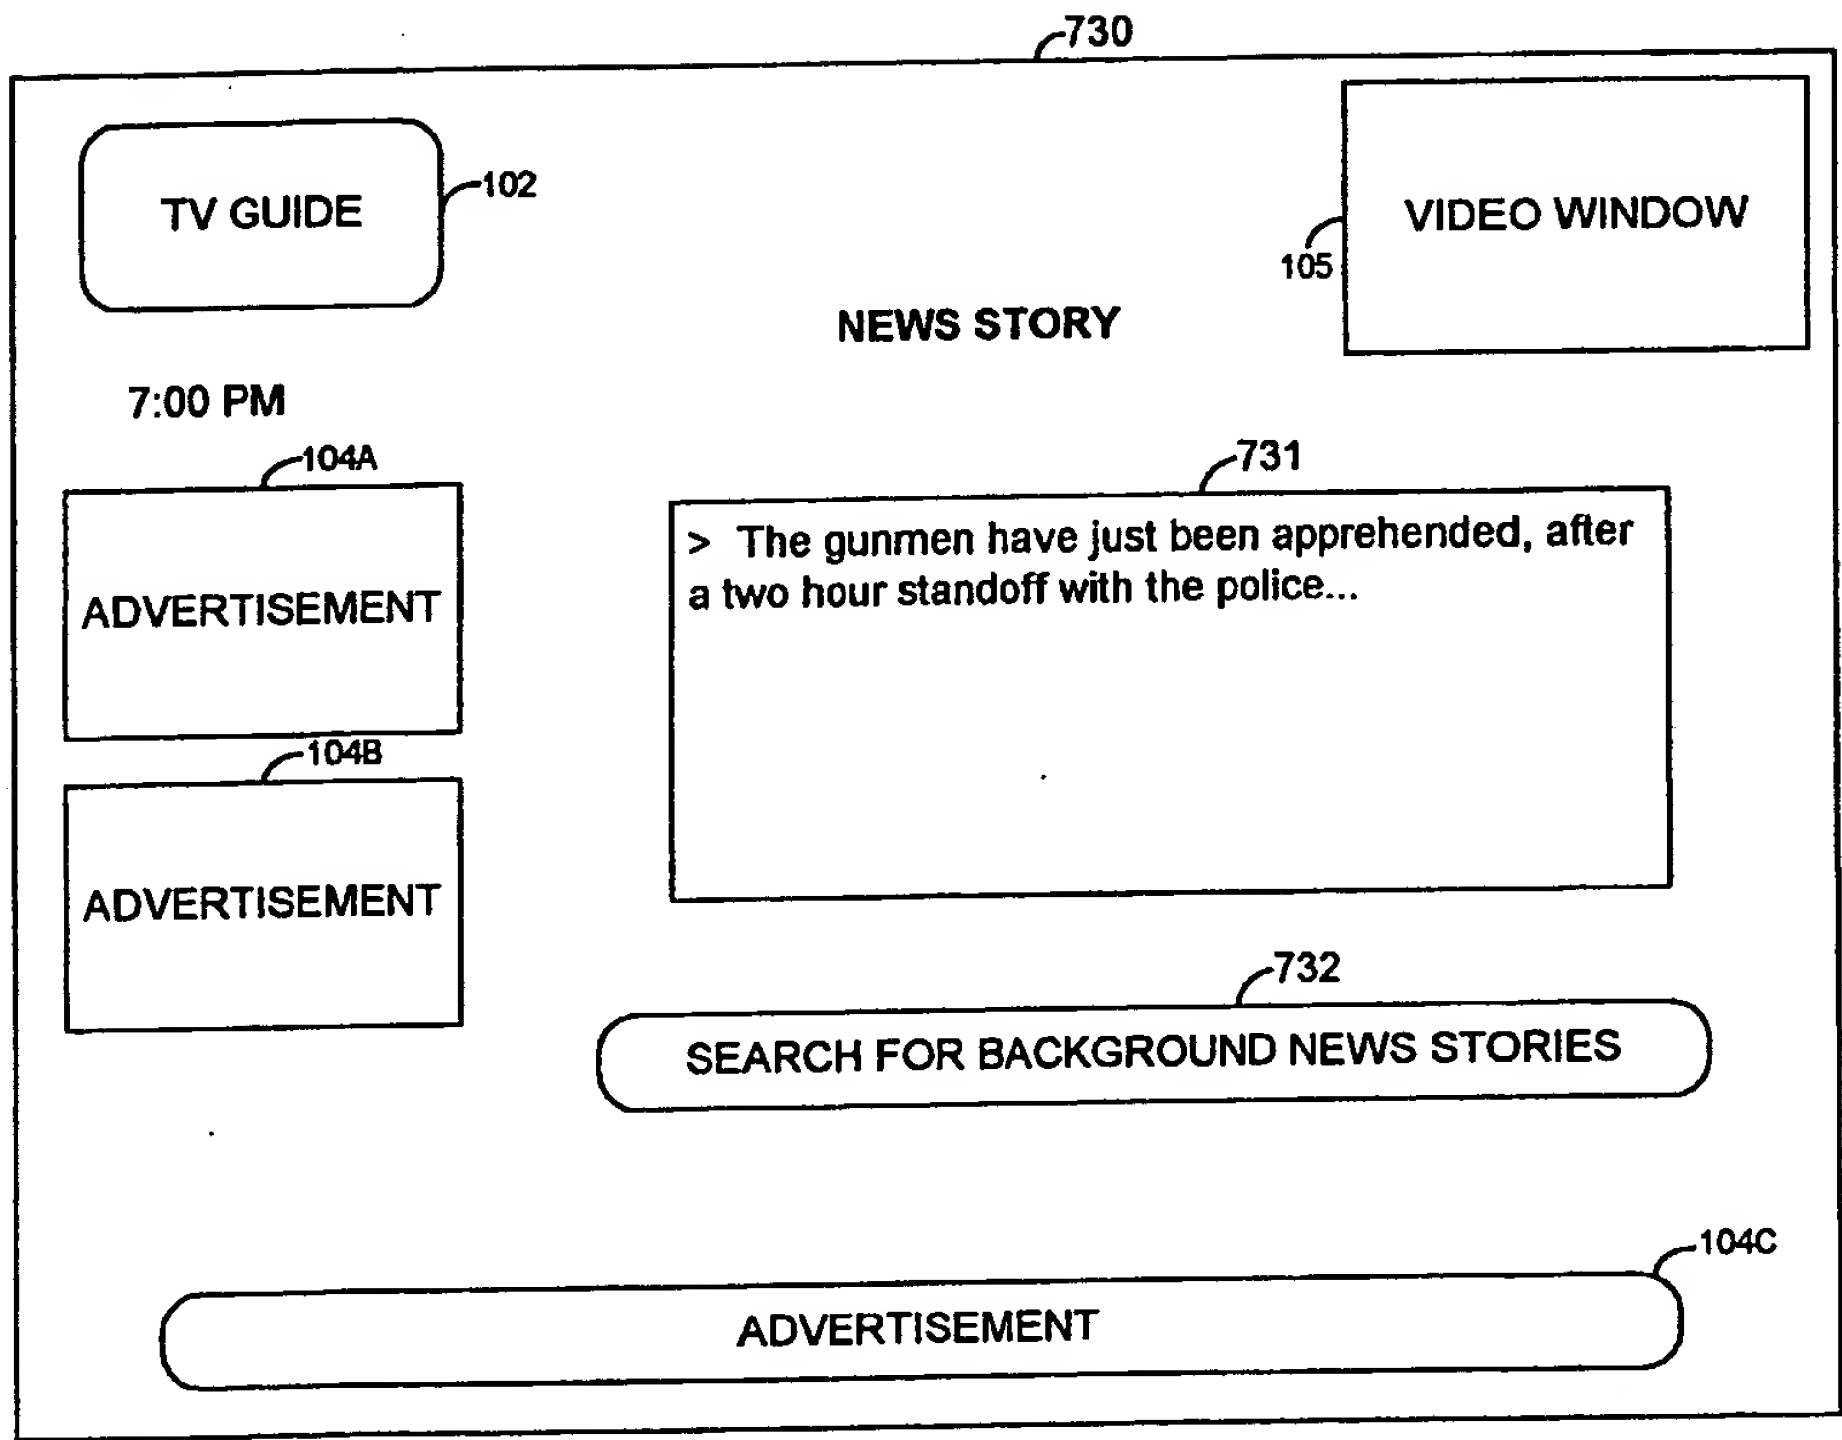 730
TV GUIDE
102
VIDEO WINDOW
105
NEWS STORY
7:00 PM
104A
ADVERTISEMENT
731
> The gunmen have just been apprehended, after
a two hour standoff with the police...
104B
ADVERTISEMENT
732
SEARCH FOR BACKGROUND NEWS STORIES
104C
ADVERTISEMENT